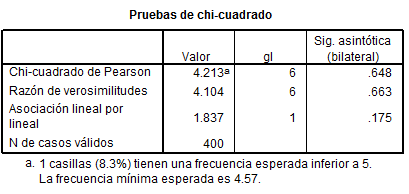 Pruebas de chi-cuadrado
Valor gl Sig. asintótica (bilateral)
Chi-cuadrado de Pearson 4.213a 6 .648
Razón de verosimilitudes 4.104 6 .663
Asociación lineal por lineal 1.837 1 .175
N de casos válidos 400
a. 1 casillas (8.3%) tienen una frecuencia esperada inferior a 5.
La frecuencia mínima esperada es 4.57.